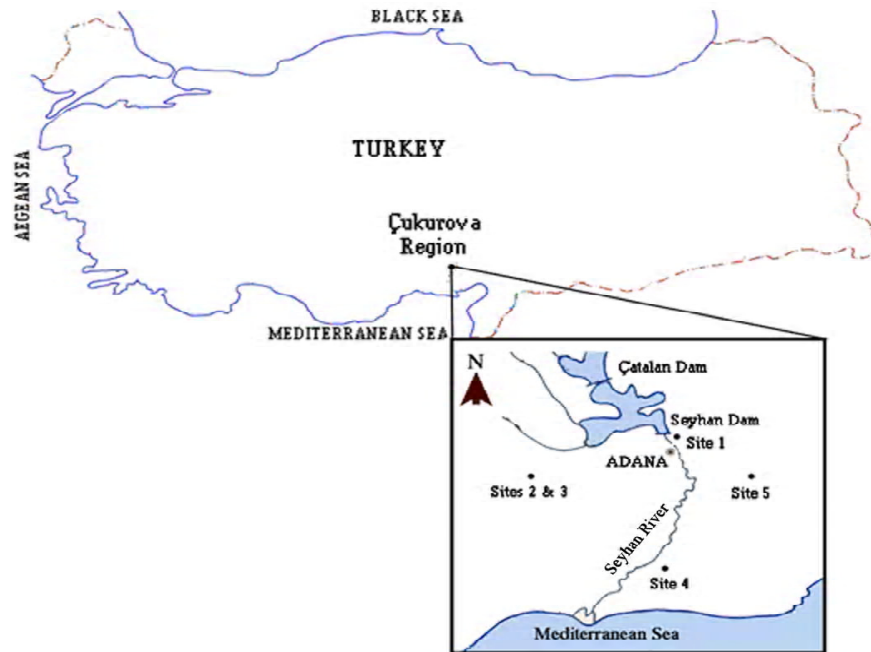 BLACK SEA
AEGEAN SEA
TURKEY
Çukurova
Region
MEDITERRANEAN SEA
N
Çatalan Dam
Seyhan Dam
Site 1
ADANA
Sites 2 & 3
Site 5
Seyhan River
Site 4
Mediterranean Sea